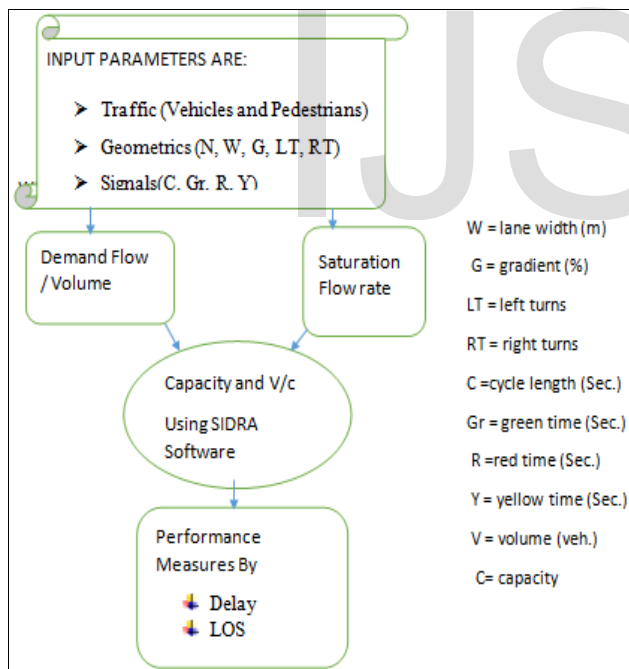 IJS
INPUT PARAMETERS ARE:
Traffic (Vehicles and Pedestrians)
Geometrics (N, W, G, LT, RT)
Signals(C, Gr, R, Y)
Demand Flow
/ Volume
Saturation
Flow rate
Capacity and V/c
Using SIDRA
Software
Performance
Measures By
Delay
LOS
W = lane width (m)
G = gradient (%)
LT = left turns
RT = right turns
C =cycle length (Sec.)
Gr = green time (Sec.)
R =red time (Sec.)
Y = yellow time (Sec.)
V = volume (veh.)
C= capacity